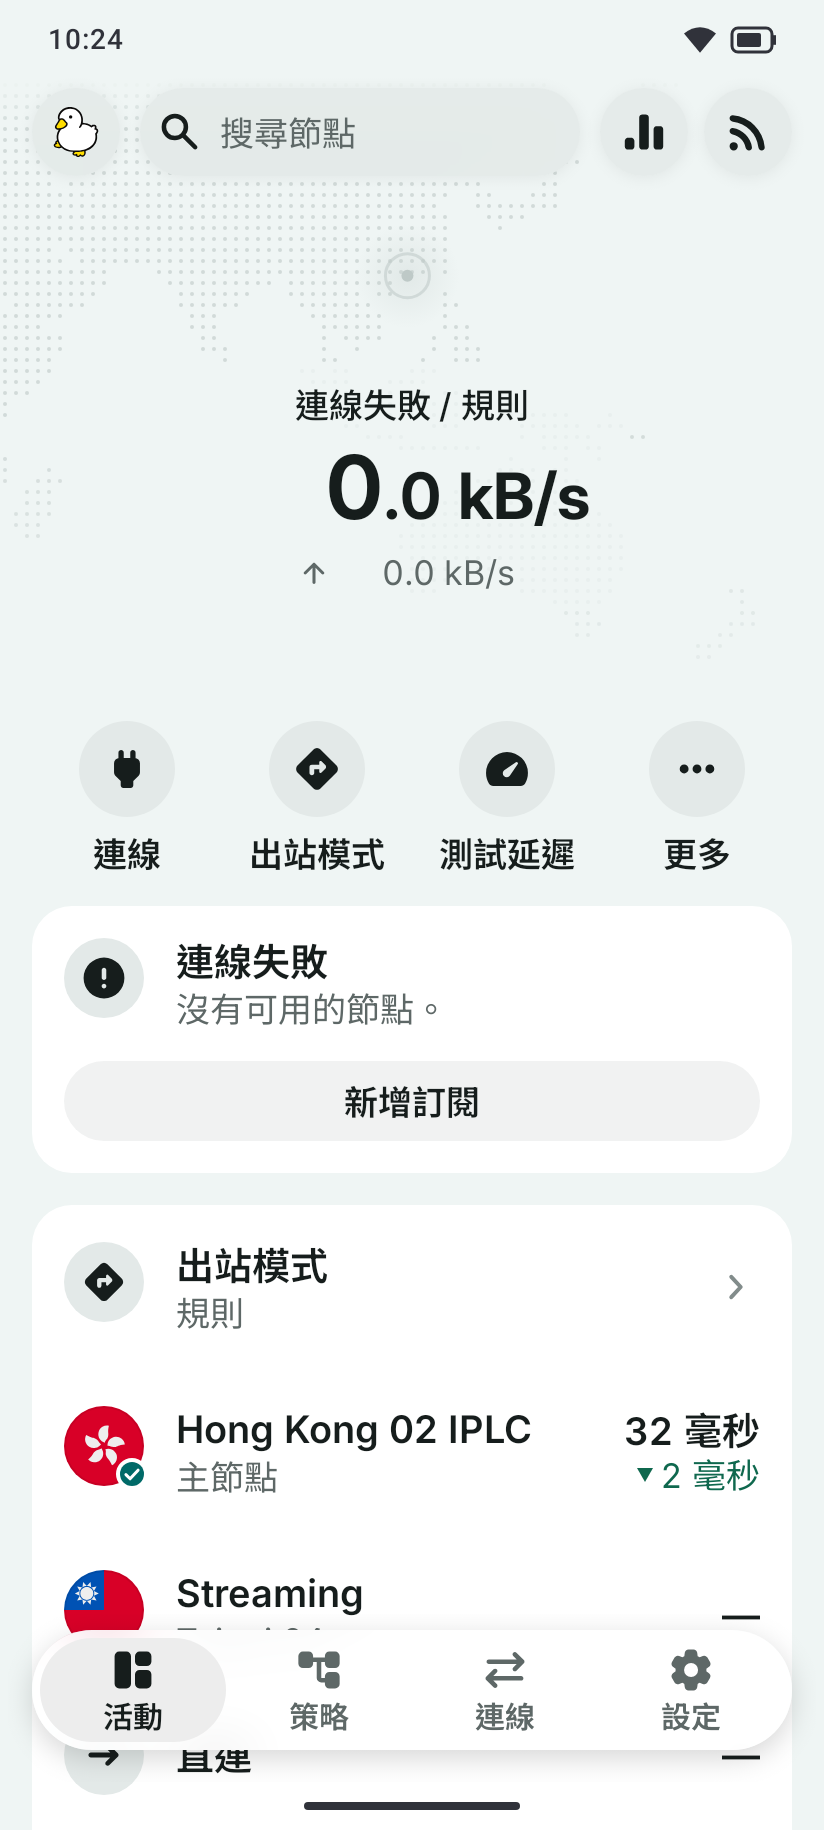 10:24
搜尋節點
連線失敗 / 規則
0.0 kB/s
0.0 kB/s
連線
出站模式
測試延遲
更多
連線失敗
沒有可用的節點。
新增訂閱
出站模式
規則
Hong Kong 02 IPLC
32 毫秒
主節點
2 毫秒
Streaming
活動
策略
連線
設定
直連